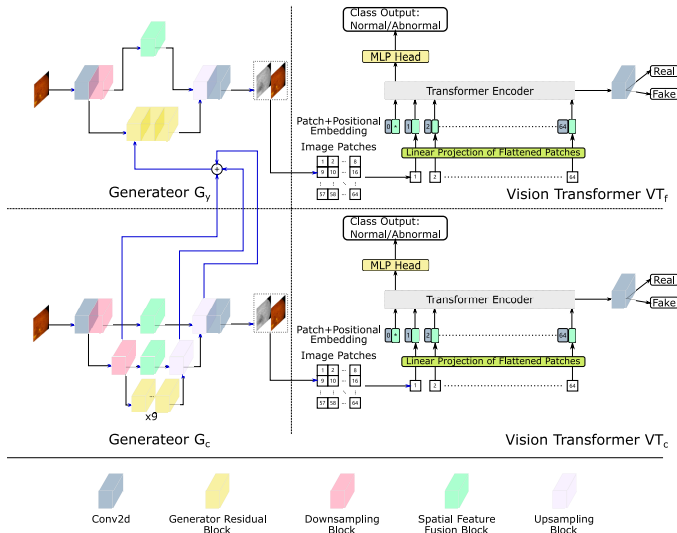 Class Output:
Normal/Abnormal
MLP Head
Transformer Encoder
Real
Fake
Patch+Positional
Embedding
0 * 1 2 64
Image Patches
Linear Projection of Flattened Patches
1 2 ... 8
9 10 ... 16
57 58 ... 64
1 2 64
+
Generateor Gy
Vision Transformer VTf
Class Output:
Normal/Abnormal
MLP Head
Transformer Encoder
Real
Fake
Patch+Positional
Embedding
0 * 1 2 64
Image Patches
Linear Projection of Flattened Patches
1 2 ... 8
9 10 ... 16
57 58 ... 64
1 2 64
x9
Generateor Gc
Vision Transformer VTc
Conv2d
Generator Residual
Block
Downsampling
Block
Spatial Feature
Fusion Block
Upsampling
Block